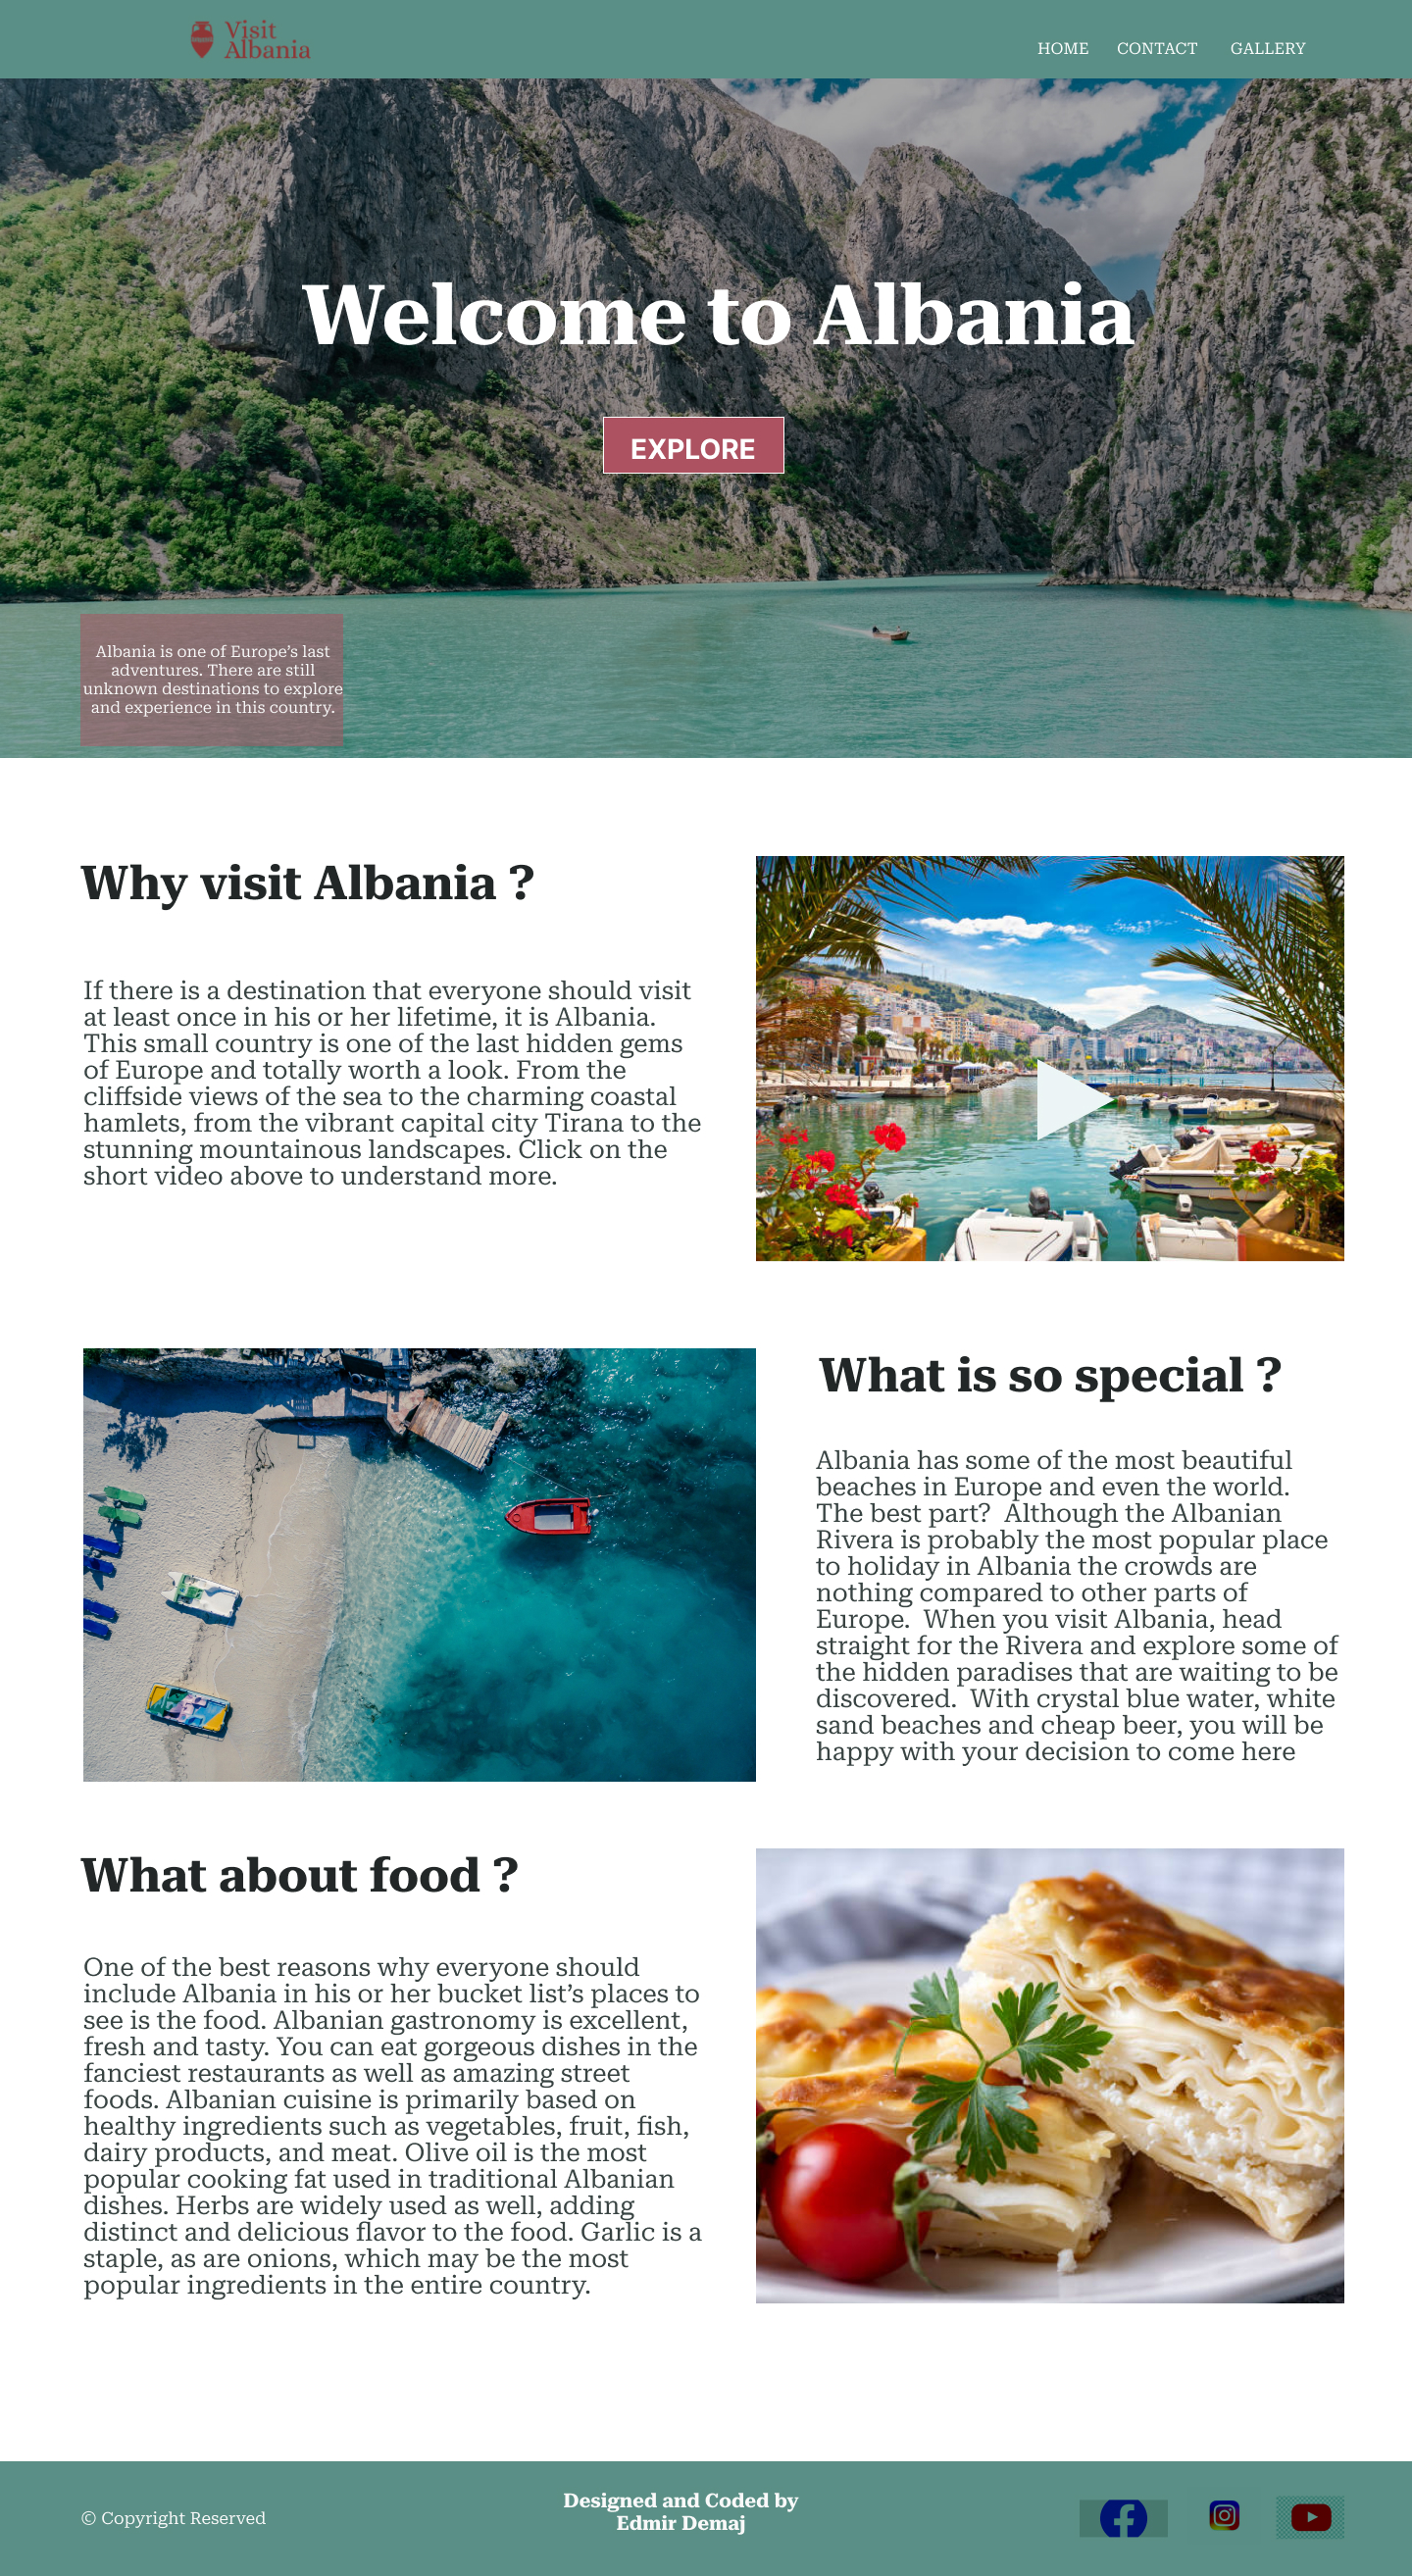 Visit
Albania
HOME CONTACT GALLERY
Welcome to Albania
EXPLORE
Albania is one of Europe’s last
adventures. There are still
unknown destinations to explore
and experience in this country.
Why visit Albania ?
If there is a destination that everyone should visit
at least once in his or her lifetime, it is Albania.
This small country is one of the last hidden gems
of Europe and totally worth a look. From the
cliffside views of the sea to the charming coastal
hamlets, from the vibrant capital city Tirana to the
stunning mountainous landscapes. Click on the
short video above to understand more.
What is so special ?
Albania has some of the most beautiful
beaches in Europe and even the world.
The best part?  Although the Albanian
Rivera is probably the most popular place
to holiday in Albania the crowds are
nothing compared to other parts of
Europe.  When you visit Albania, head
straight for the Rivera and explore some of
the hidden paradises that are waiting to be
discovered.  With crystal blue water, white
sand beaches and cheap beer, you will be
happy with your decision to come here
What about food ?
One of the best reasons why everyone should
include Albania in his or her bucket list’s places to
see is the food. Albanian gastronomy is excellent,
fresh and tasty. You can eat gorgeous dishes in the
fanciest restaurants as well as amazing street
foods. Albanian cuisine is primarily based on
healthy ingredients such as vegetables, fruit, fish,
dairy products, and meat. Olive oil is the most
popular cooking fat used in traditional Albanian
dishes. Herbs are widely used as well, adding
distinct and delicious flavor to the food. Garlic is a
staple, as are onions, which may be the most
popular ingredients in the entire country.
© Copyright Reserved
Designed and Coded by
Edmir Demaj